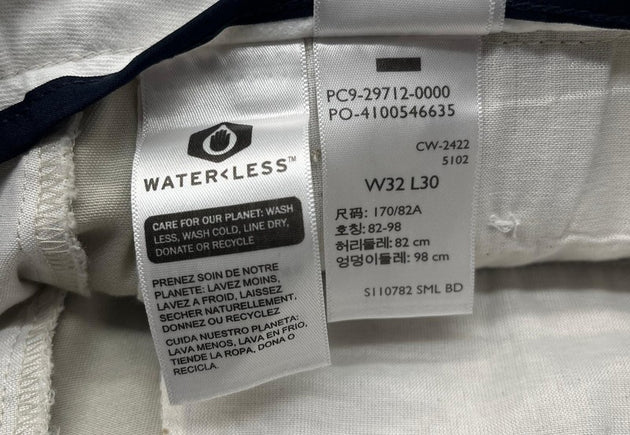 WATER<LESS™
CARE FOR OUR PLANET: WASH
LESS, WASH COLD, LINE DRY,
DONATE OR RECYCLE
PRENEZ SOIN DE NOTRE
PLANETE: LAVEZ MOINS,
LAVEZ A FROID, LAISSEZ
SECHER NATURELLEMENT.
DONNEZ OU RECYCLEZ
CUIDA NUESTRO PLANETA:
LAVA MENOS, LAVA EN FRIO,
TIENDE LA ROPA, DONA O
RECICLA.
PC9-29712-0000
PO-4100546635
CW-2422
5102
W32 L30
尺码: 170/82A
호칭: 82-98
허리둘레: 82 cm
엉덩이둘레: 98 cm
S110782 SML BD